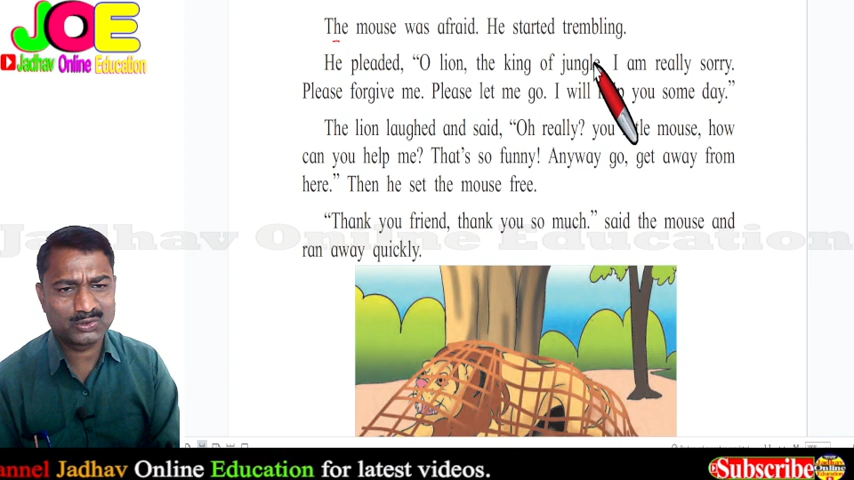 JOE
Jadhav Online Education
The mouse was afraid. He started trembling.
He pleaded, “O lion, the king of jungle, I am really sorry.
Please forgive me. Please let me go. I will help you some day.”
The lion laughed and said, “Oh really? you mouse, how
can you help me? That's so funny! Anyway go, get away from
here.” Then he set the mouse free.
“Thank you friend, thank you so much.” said the mouse and
ran away quickly.
Jadhav Online Education
annel Jadhav Online Education for latest videos.
Subscribe